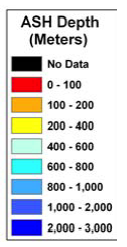 ASH Depth
(Meters)
No Data
0 - 100
100 - 200
200 - 400
400 - 600
600 - 800
800 - 1,000
1,000 - 2,000
2,000 - 3,000